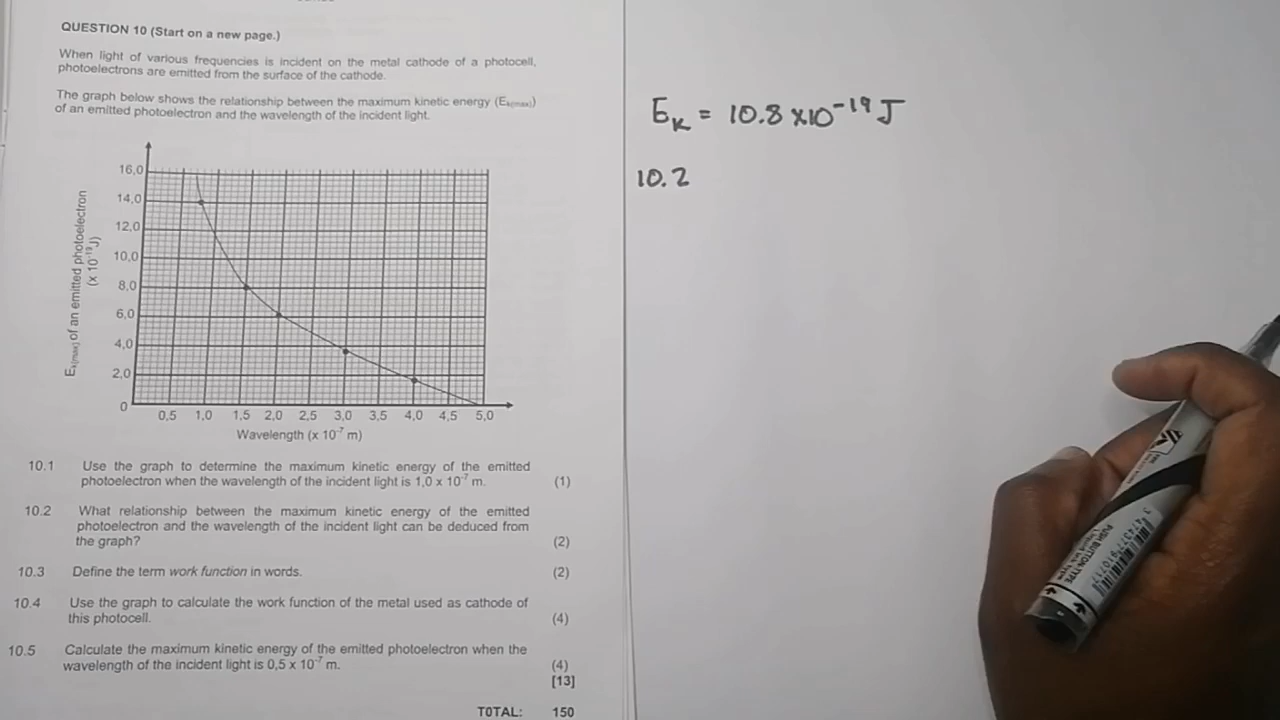 QUESTION 10 (Start on a new page.)
When light of various frequencies is incident on the metal cathode of a photocell,
photoelectrons are emitted from the surface of the cathode.
The graph below shows the relationship between the maximum kinetic energy (Ek(max))
of an emitted photoelectron and the wavelength of the incident light.
Ek(max) of an emitted photoelectron
(x 10⁻¹⁹J)
16,0
14,0
12,0
10,0
8,0
6,0
4,0
2,0
0
0,5 1,0 1,5 2,0 2,5 3,0 3,5 4,0 4,5 5,0
Wavelength (x 10⁻⁷ m)
10.1 Use the graph to determine the maximum kinetic energy of the emitted
photoelectron when the wavelength of the incident light is 1,0 x 10⁻⁷ m. (1)
10.2 What relationship between the maximum kinetic energy of the emitted
photoelectron and the wavelength of the incident light can be deduced from
the graph? (2)
10.3 Define the term work function in words. (2)
10.4 Use the graph to calculate the work function of the metal used as cathode of
this photocell. (4)
10.5 Calculate the maximum kinetic energy of the emitted photoelectron when the
wavelength of the incident light is 0,5 x 10⁻⁷ m. (4)
[13]
TOTAL: 150
EK = 10.8 x10⁻¹⁹ J
10.2
PUSH BUTTON TYPE